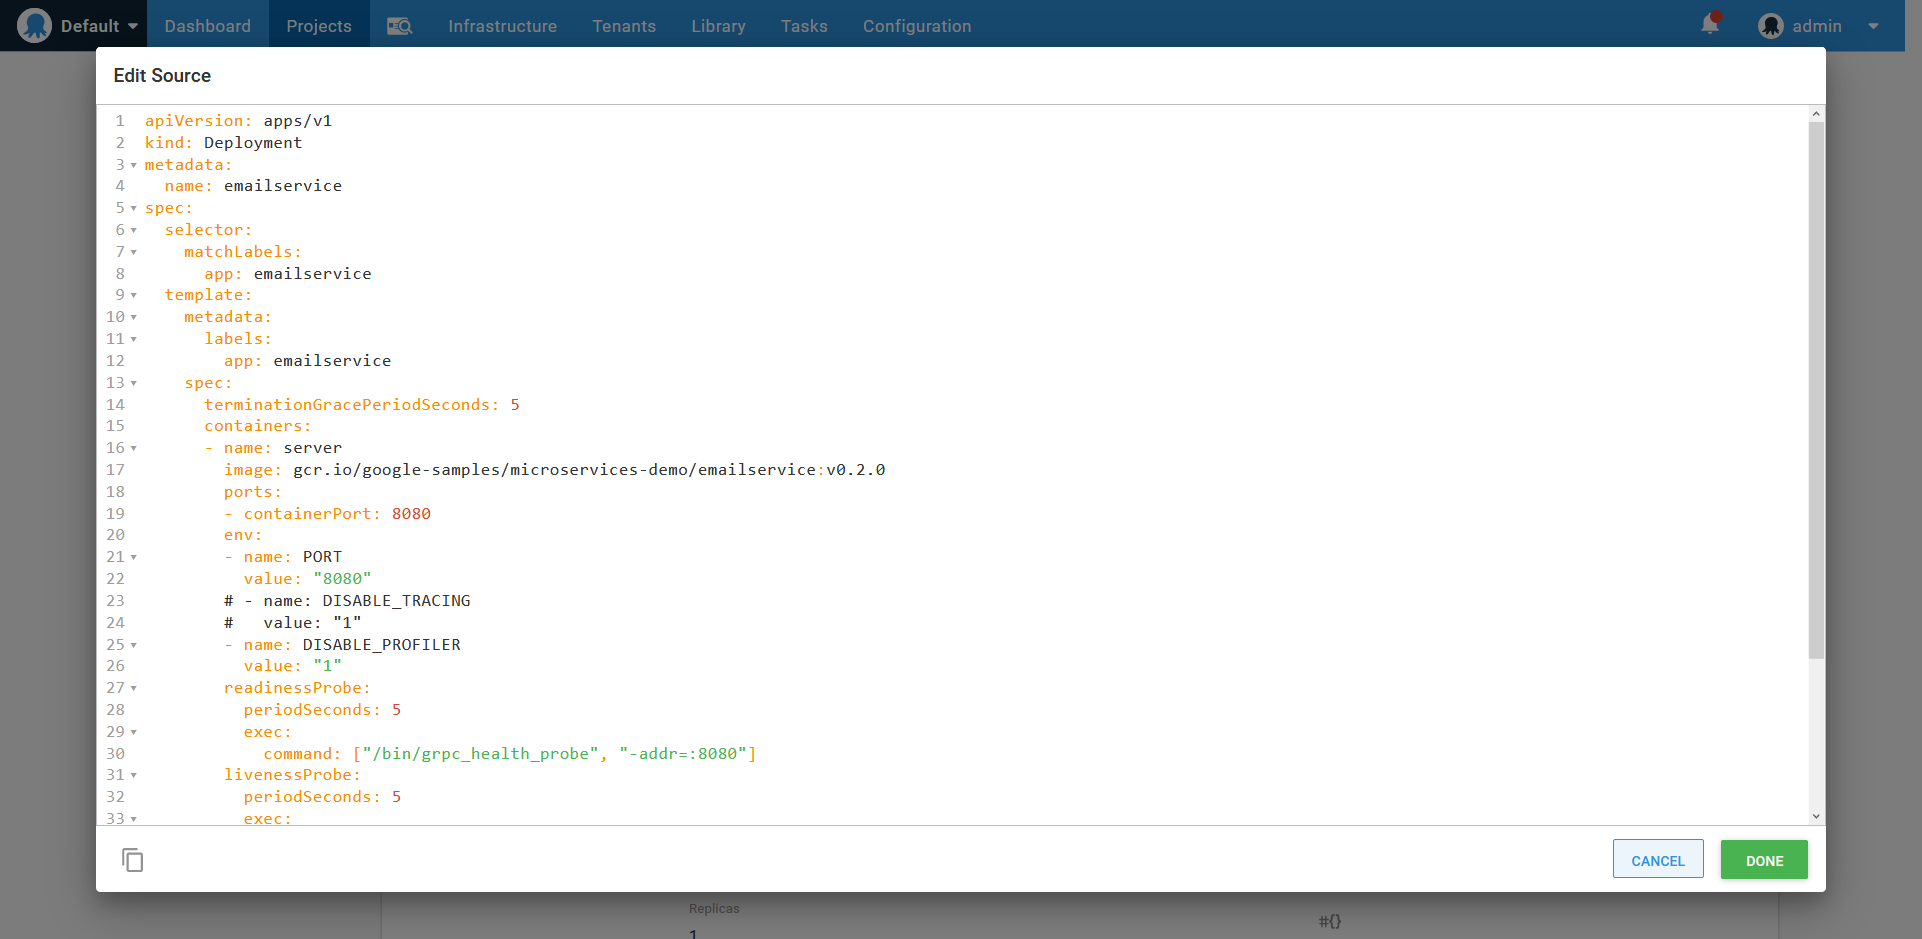 Default Dashboard Projects Infrastructure Tenants Library Tasks Configuration admin
Edit Source
1 apiVersion: apps/v1
2 kind: Deployment
3 metadata:
4   name: emailservice
5 spec:
6   selector:
7     matchLabels:
8       app: emailservice
9   template:
10     metadata:
11       labels:
12         app: emailservice
13     spec:
14       terminationGracePeriodSeconds: 5
15       containers:
16       - name: server
17         image: gcr.io/google-samples/microservices-demo/emailservice:v0.2.0
18         ports:
19         - containerPort: 8080
20         env:
21         - name: PORT
22           value: "8080"
23         # - name: DISABLE_TRACING
24         #   value: "1"
25         - name: DISABLE_PROFILER
26           value: "1"
27         readinessProbe:
28           periodSeconds: 5
29           exec:
30             command: ["/bin/grpc_health_probe", "-addr=:8080"]
31         livenessProbe:
32           periodSeconds: 5
33           exec:
CANCEL DONE
Replicas
#{}
1